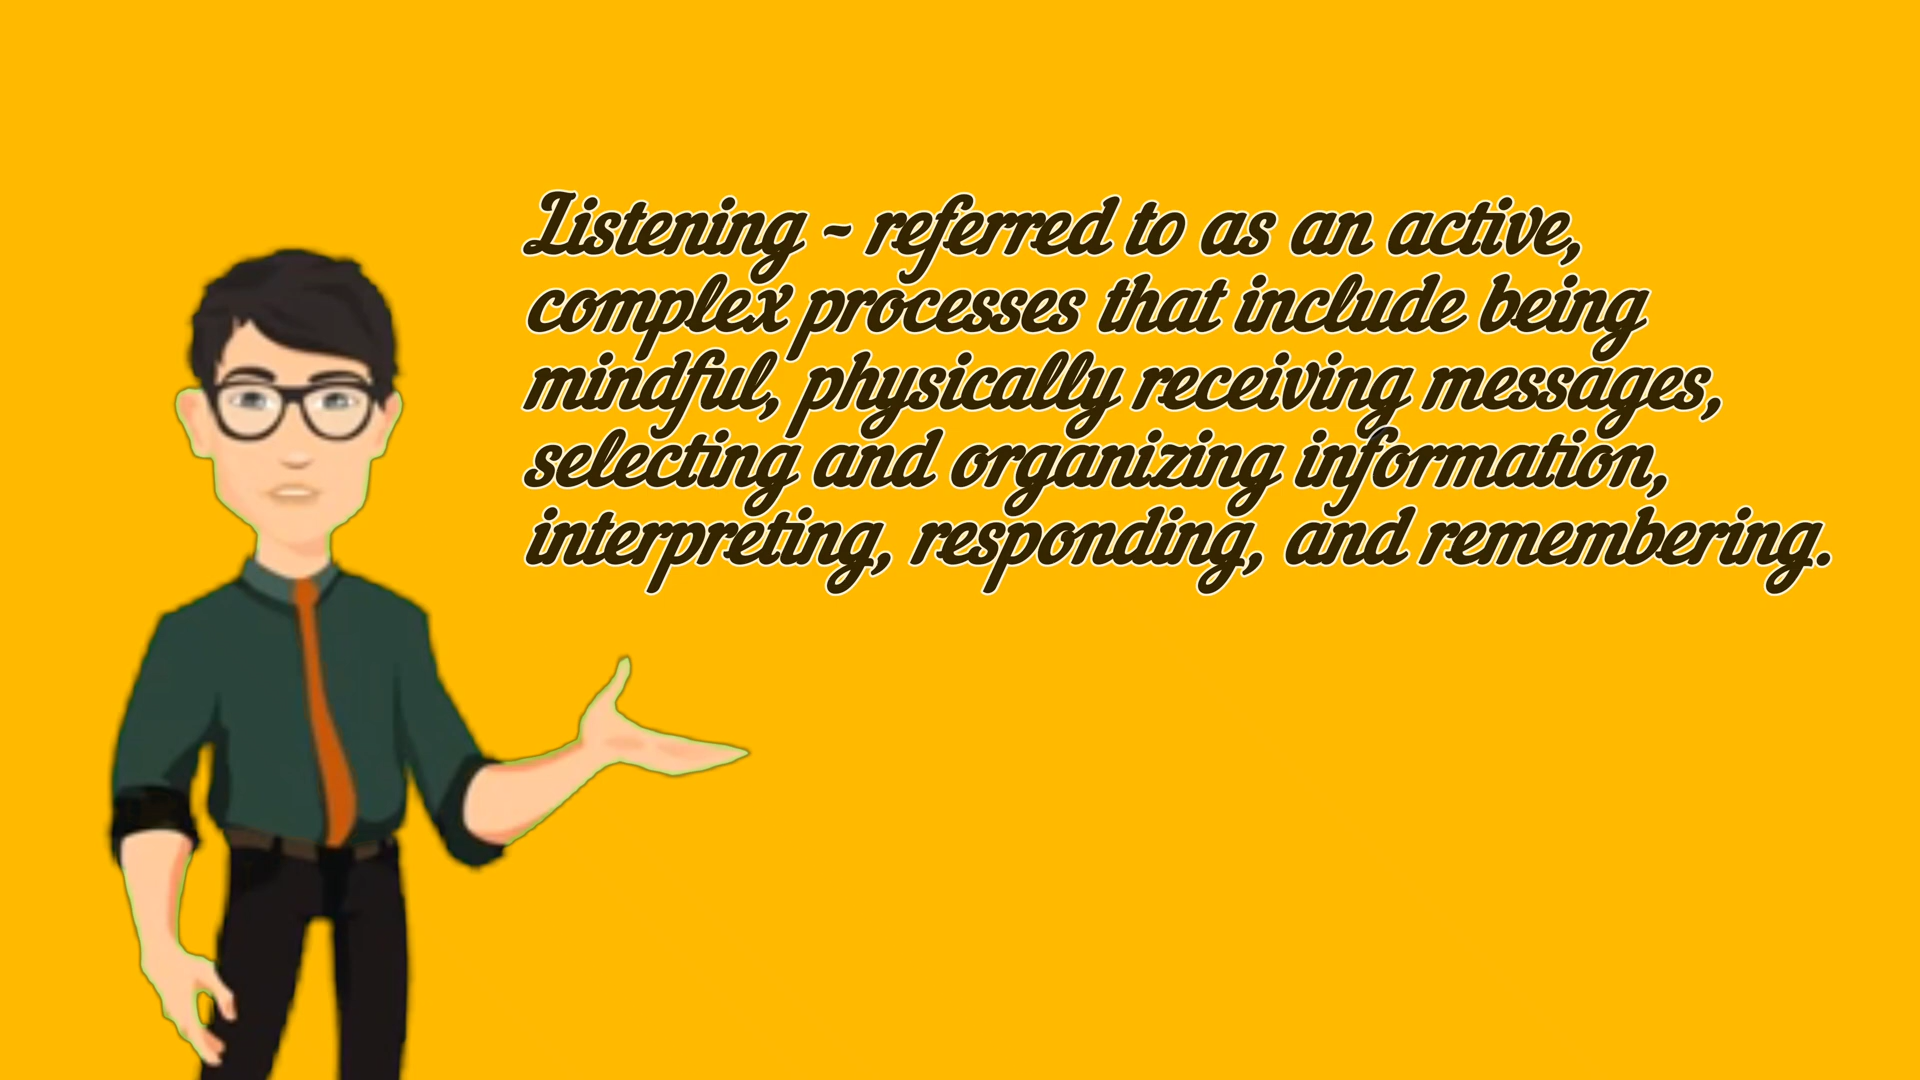 Listening - referred to as an active,
complex processes that include being
mindful, physically receiving messages,
selecting and organizing information,
interpreting, responding, and remembering.